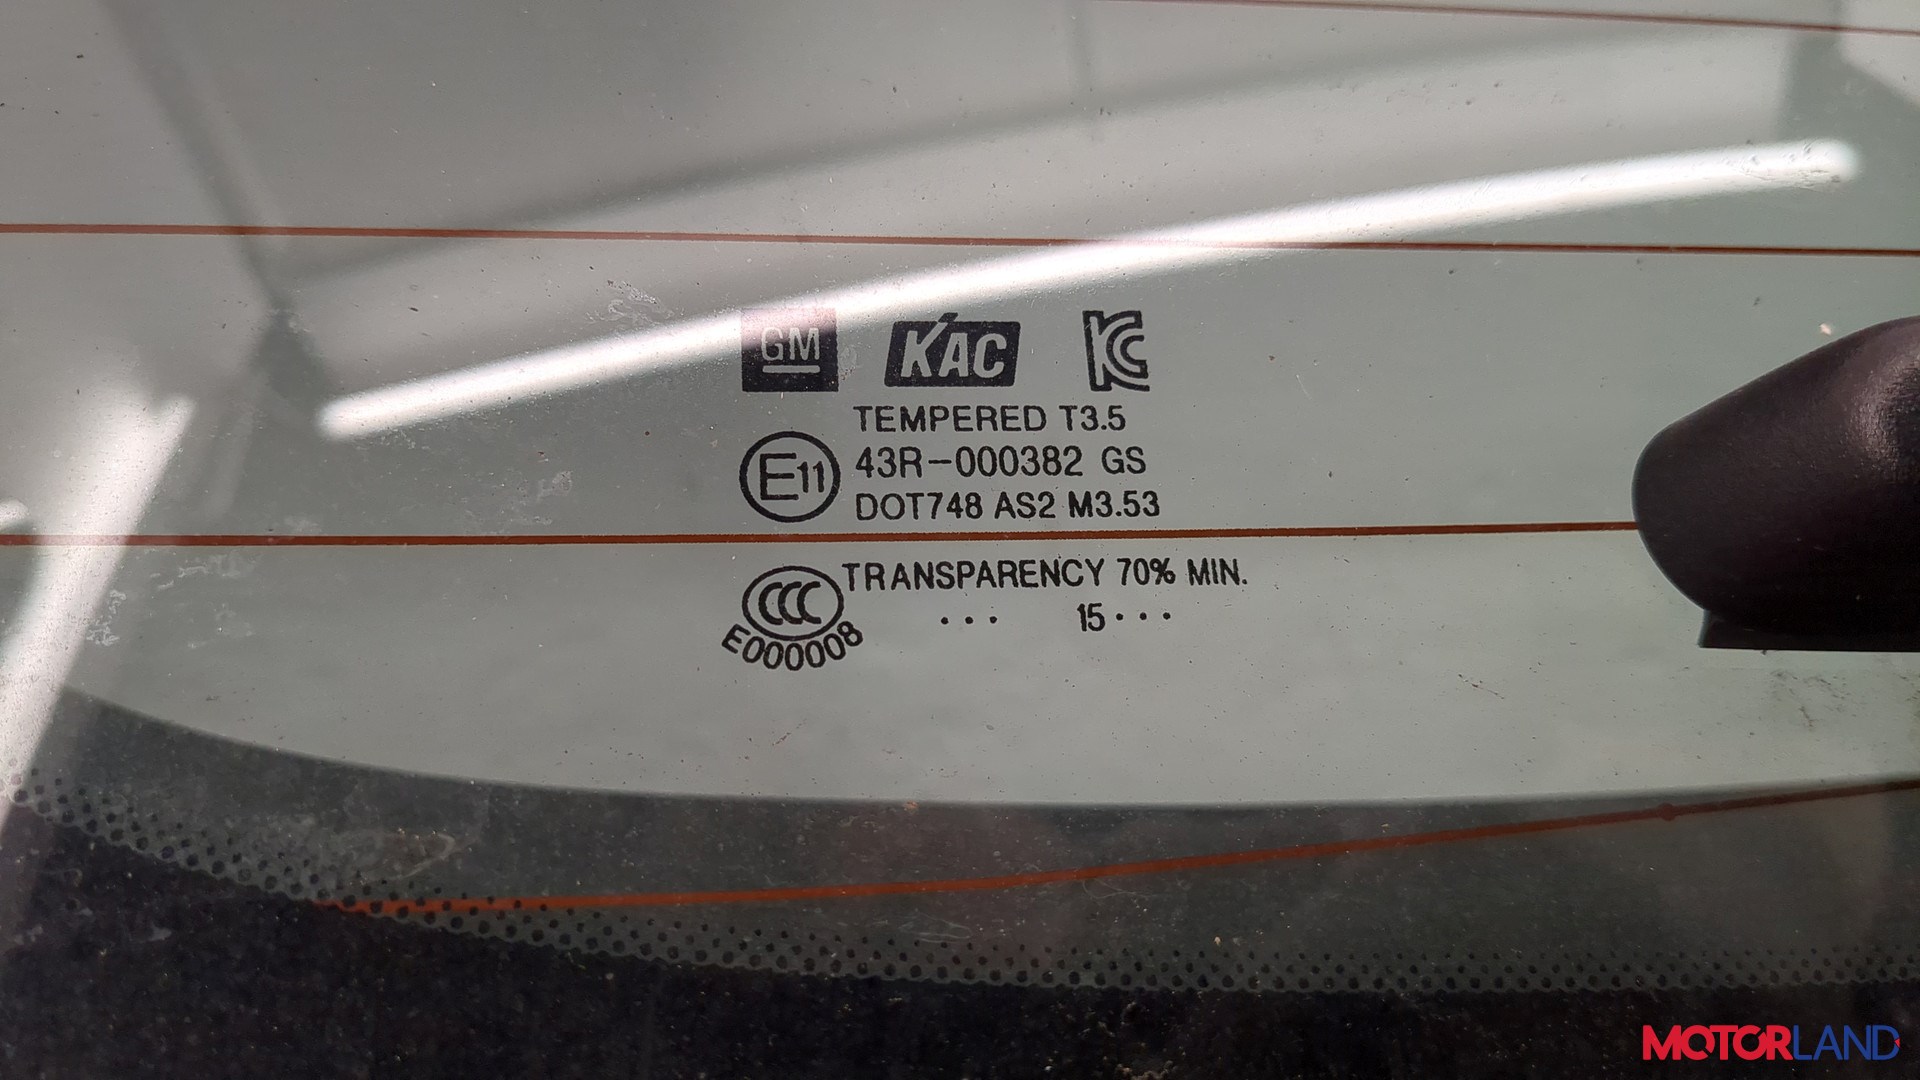 GM KAC KC
TEMPERED T3.5
E11 43R-000382 GS
DOT748 AS2 M3.53
TRANSPARENCY 70% MIN.
CCC ... 15...
E000008
MOTORLAND